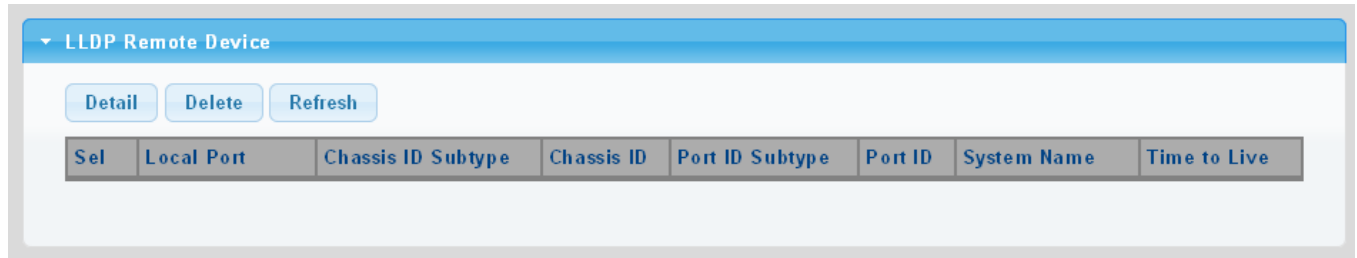 LLDP Remote Device
Detail Delete Refresh
Sel Local Port Chassis ID Subtype Chassis ID Port ID Subtype Port ID System Name Time to Live